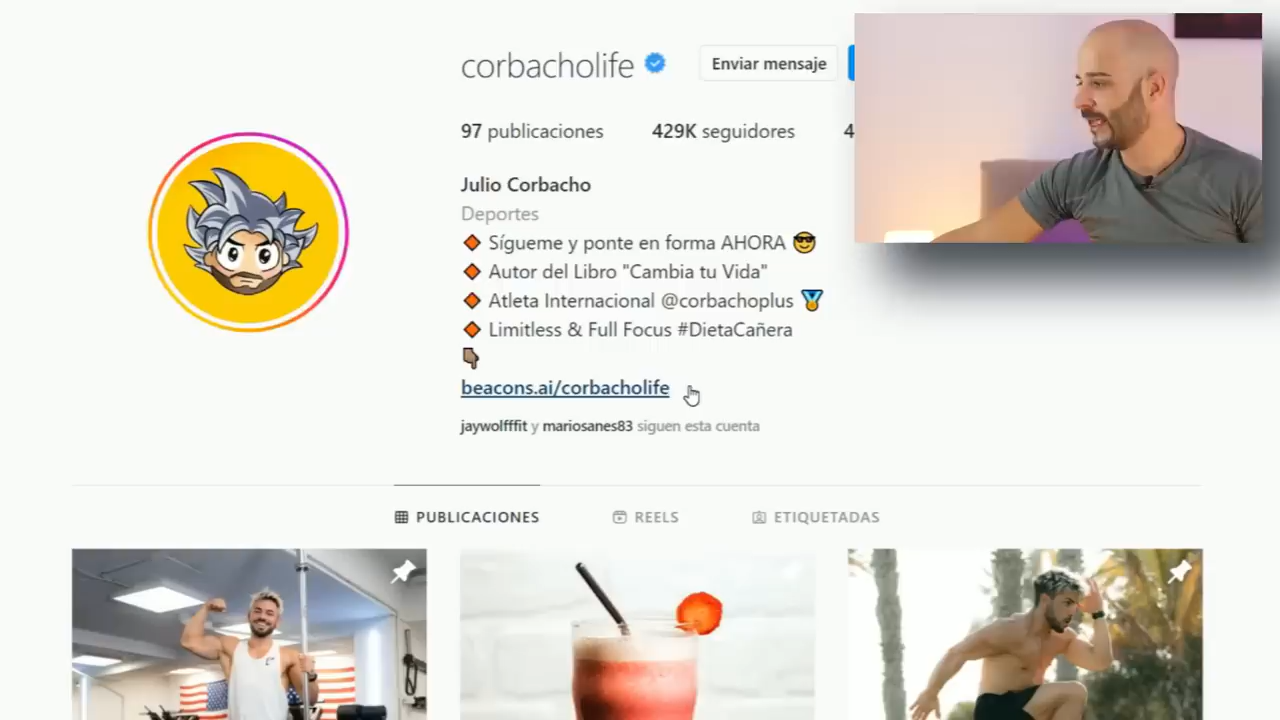 corbacholife
Enviar mensaje
97 publicaciones 429K seguidores 4
Julio Corbacho
Deportes
🔸 Sígueme y ponte en forma AHORA 😎
🔸 Autor del Libro "Cambia tu Vida"
🔸 Atleta Internacional @corbachoplus 🏅
🔸 Limitless & Full Focus #DietaCañera
👇🏽
beacons.ai/corbacholife
jaywolfffit y mariosanes83 siguen esta cuenta
PUBLICACIONES REELS ETIQUETADAS